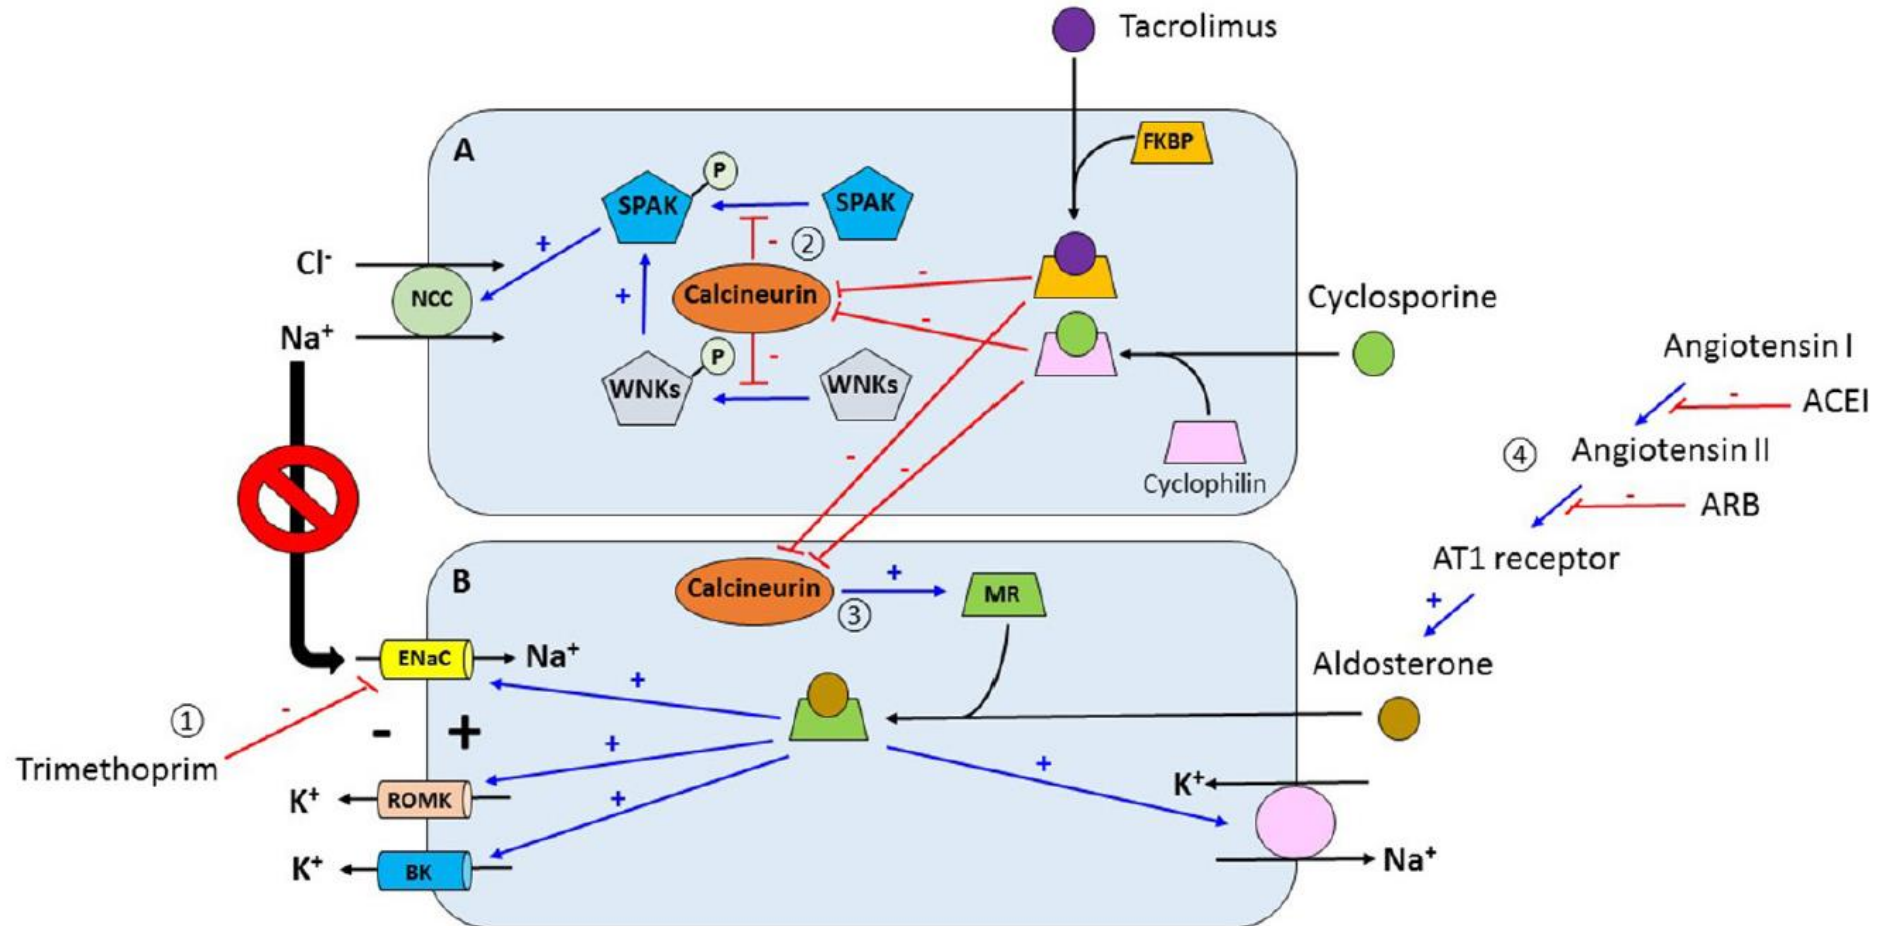 Tacrolimus
A
FKBP
P
SPAK
SPAK
+
-
②
Cl⁻
NCC
Calcineurin
-
-
Cyclosporine
Na⁺
+
P
-
WNKs
WNKs
Angiotensin I
-
ACEI
④
Angiotensin II
-
-
Cyclophilin
-
ARB
AT1 receptor
B
Calcineurin
+
MR
③
+
ENaC
Na⁺
+
Aldosterone
①
-
-
+
+
+
Trimethoprim
K⁺
ROMK
+
K⁺
K⁺
BK
Na⁺